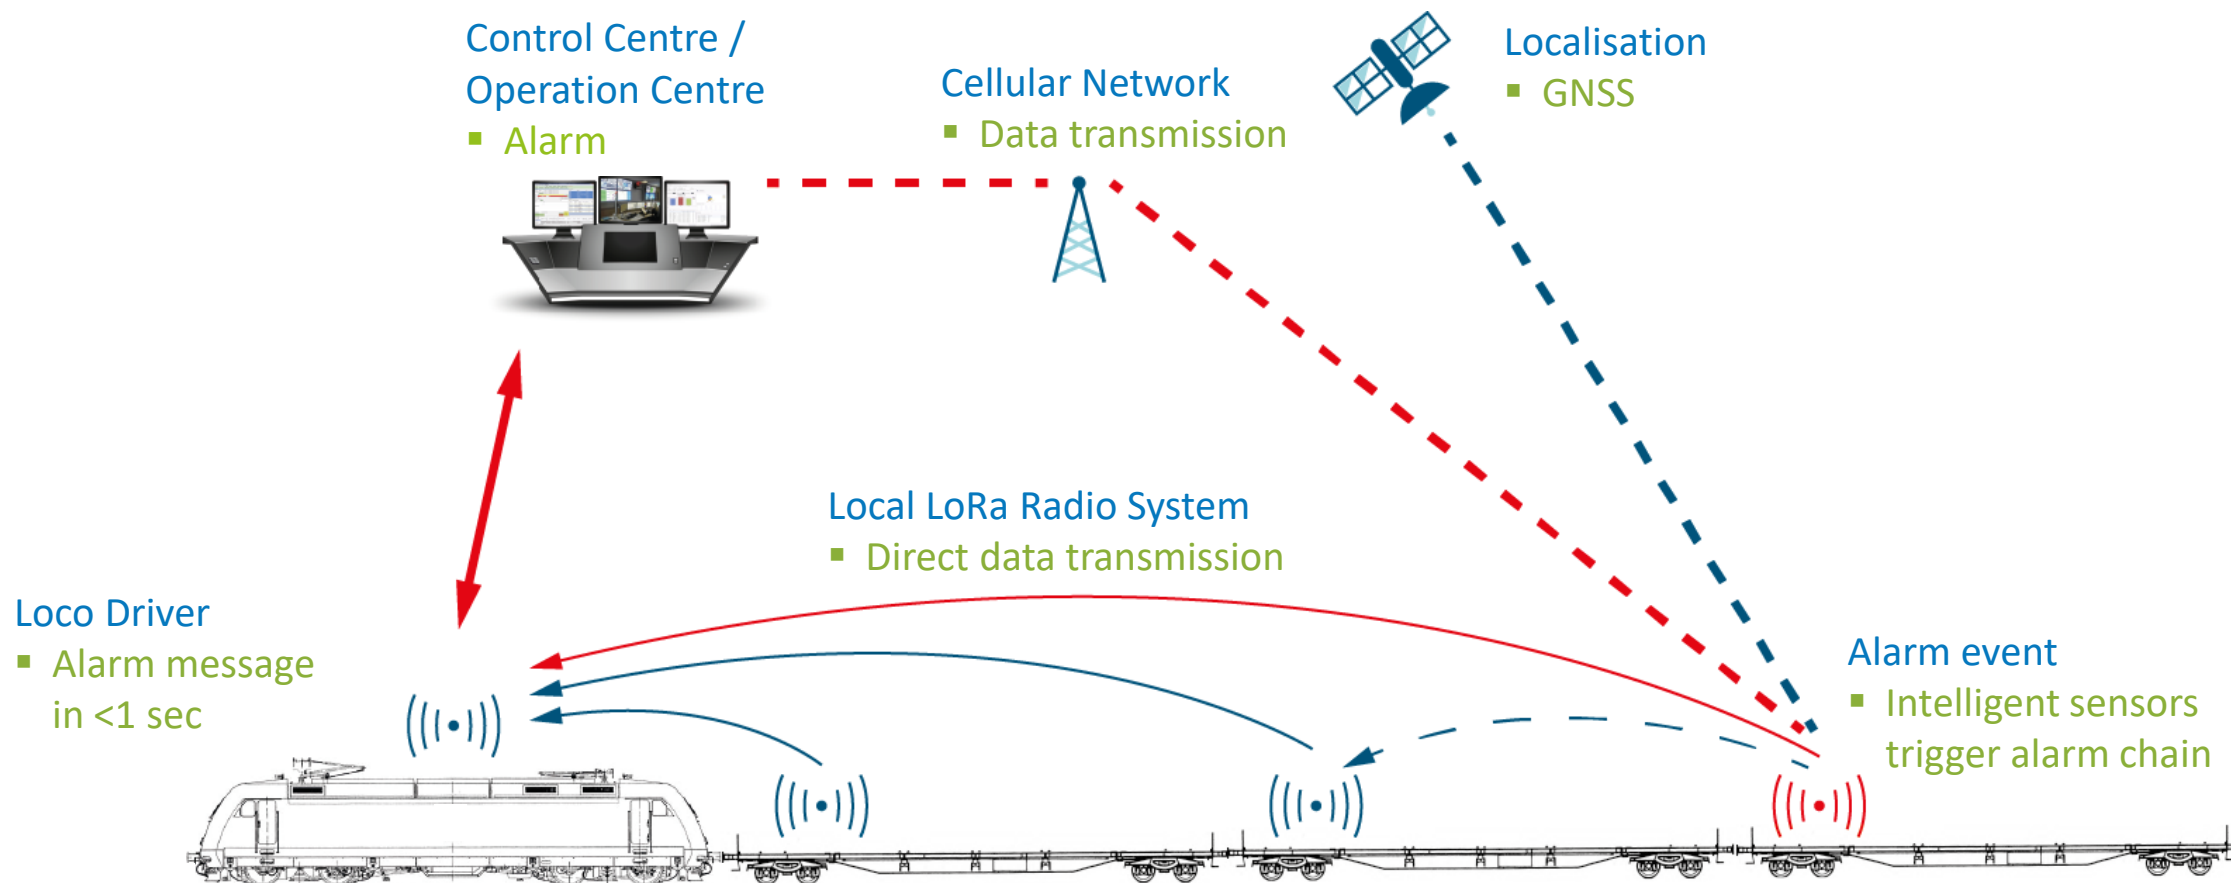 Control Centre /
Operation Centre
▪ Alarm
Cellular Network
▪ Data transmission
Localisation
▪ GNSS
Local LoRa Radio System
▪ Direct data transmission
Loco Driver
▪ Alarm message
in <1 sec
Alarm event
▪ Intelligent sensors
trigger alarm chain